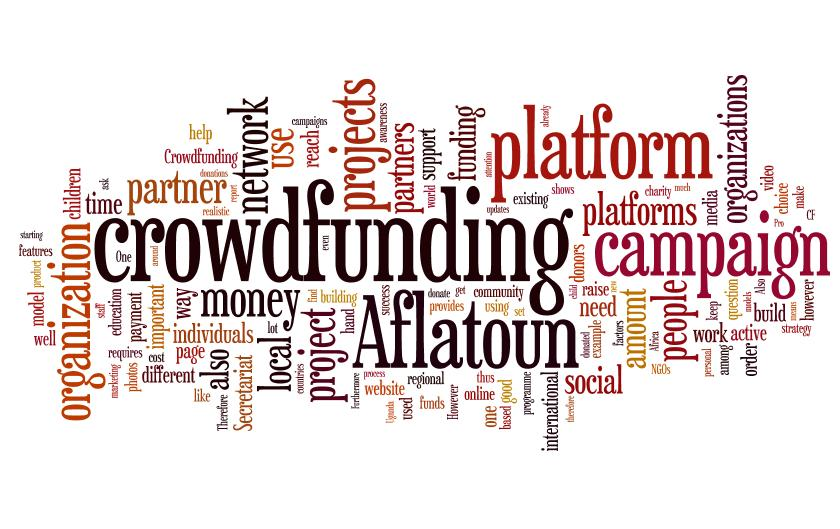 crowdfunding
Aflatoun
campaign
platform
platforms
projects
network
organization
organizations
partner
money
project
people
social
local
partners
funding
amount
use
reach
campaigns
awareness
support
world
attention
already
updates
existing
shows
charity
much
media
video
choice
make
CF
Pro
help
Crowdfunding
donations
report
realistic
children
ask
time
starting
features
One
around
even
product
model
well
staff
education
payment
important
way
individuals
lot
find
building
hand
success
donate
get
community
provides
using
set
child
donors
raise
new
need
donated
example
factors
Africa
NGOs
keep
question
models
Also
build
means
however
strategy
work
active
personal
among
order
requires
cost
page
marketing
photos
different
like
also
Therefore
Secretariat
countries
Furthermore
process
website
regional
Uganda
used
funds
However
thus
online
one
based
good
programme
international
therefore